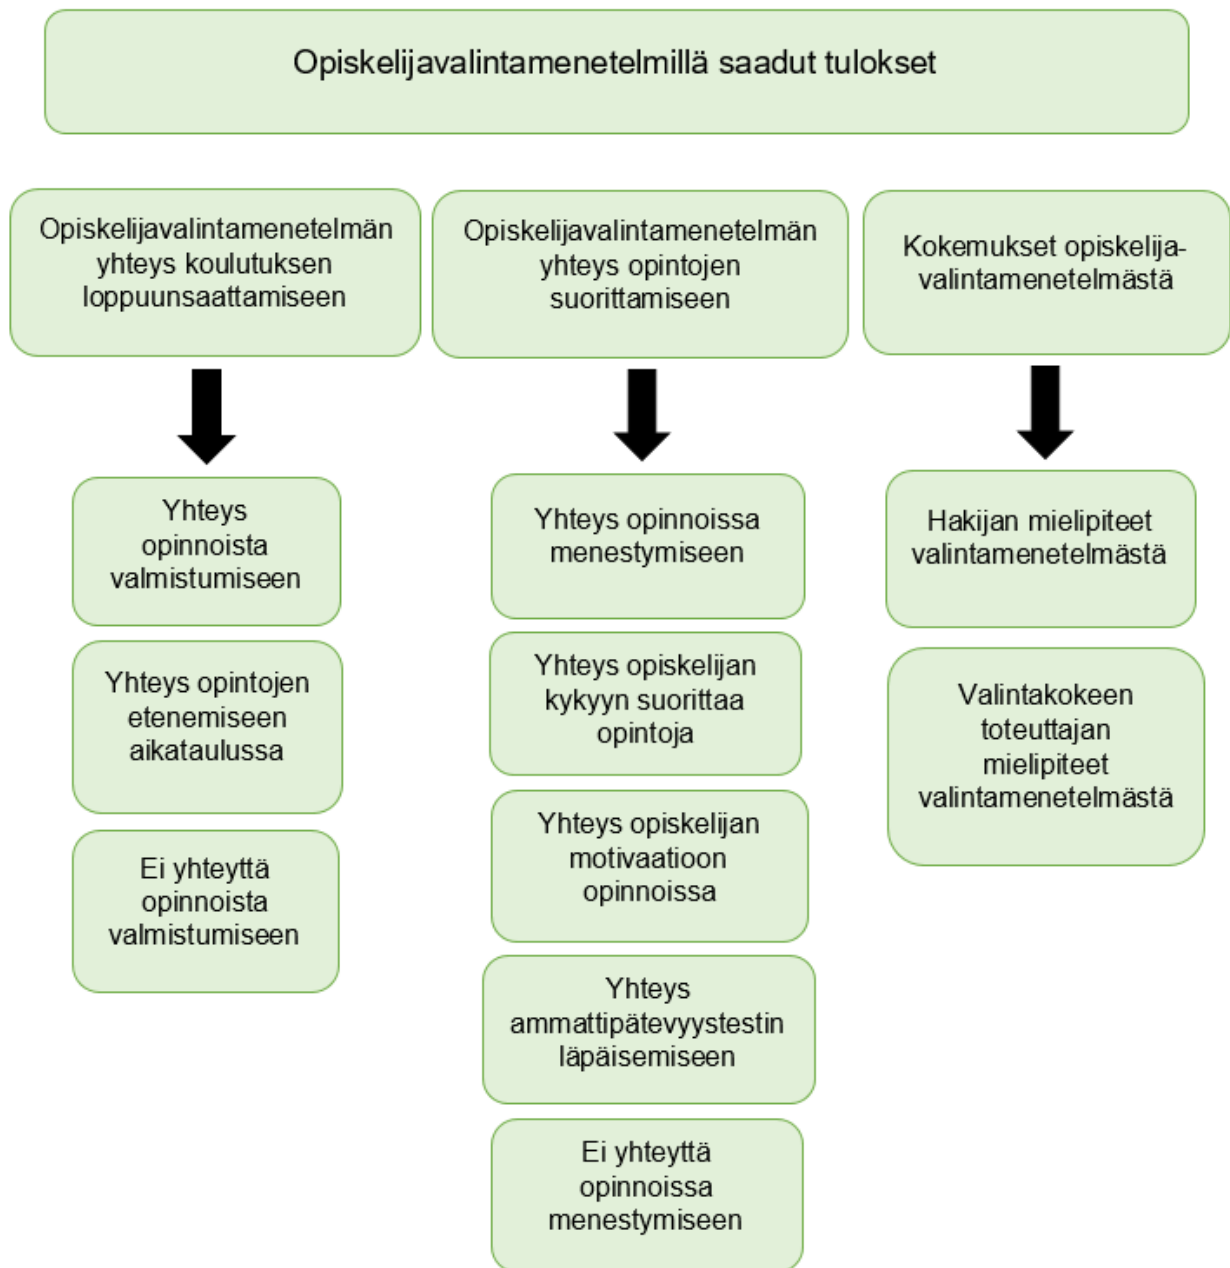 Opiskelijavalintamenetelmillä saadut tulokset
Opiskelijavalintamenetelmän
yhteys koulutuksen
loppuunsaattamiseen
Opiskelijavalintamenetelmän
yhteys opintojen
suorittamiseen
Kokemukset opiskelija-
valintamenetelmästä
Yhteys
opinnoista
valmistumiseen
Yhteys opintojen
etenemiseen
aikataulussa
Ei yhteyttä
opinnoista
valmistumiseen
Yhteys opinnoissa
menestymiseen
Yhteys opiskelijan
kykyyn suorittaa
opintoja
Yhteys opiskelijan
motivaatioon
opinnoissa
Yhteys
ammattipätevyystestin
läpäisemiseen
Ei yhteyttä
opinnoissa
menestymiseen
Hakijan mielipiteet
valintamenetelmästä
Valintakokeen
toteuttajan
mielipiteet
valintamenetelmästä